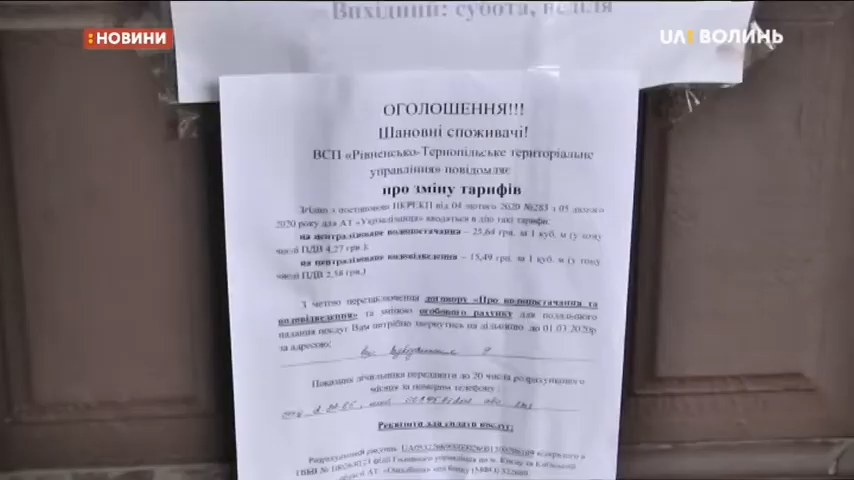 Вихідний: субота, неділя
:НОВИНИ
UA:ВОЛИНЬ
ОГОЛОШЕННЯ!!!
Шановні споживачі!
ВСП «Рівненсько-Тернопільське територіальне
управління» повідомляє
про зміну тарифів
Згідно з постановою НКРЕКП від 04 лютого 2020 №283 з 05 лютого
2020 року для АТ «Укрзалізниця» вводяться в дію такі тарифи:
на централізоване водопостачання – 25,64 грн. за 1 куб. м (у тому
числі ПДВ 4,27 грн.);
на централізоване водовідведення – 15,49 грн. за 1 куб. м (у тому
числі ПДВ 2,58 грн.)
З метою переукладення договору «Про водопостачання та
водовідведення» та зміною особового рахунку для подальшого
надання послуг Вам потрібно звернутись на дільницю до 01.03.2020р
за адресою:
Показання лічильника передавати до 20 числа розрахункового
місяця за номером телефону:
Реквізити для сплати послуг:
Розрахунковий рахунок: